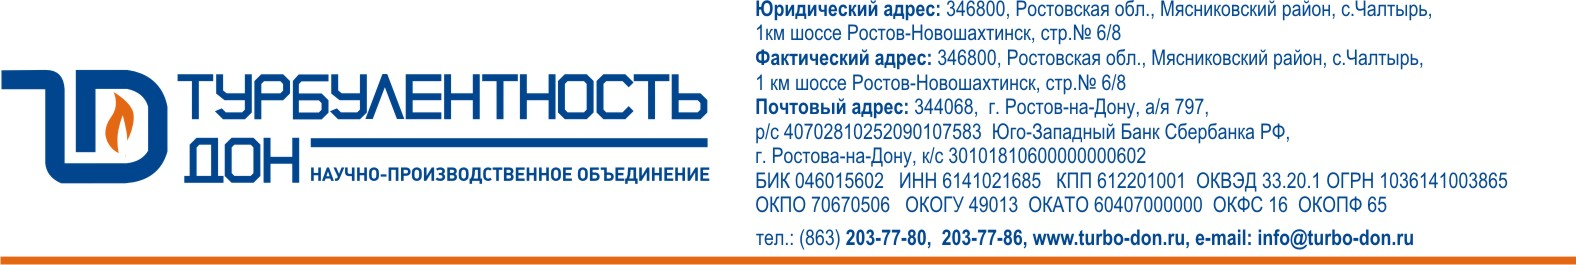 ТУРБУЛЕНТНОСТЬ
ДОН
НАУЧНО-ПРОИЗВОДСТВЕННОЕ ОБЪЕДИНЕНИЕ
Юридический адрес: 346800, Ростовская обл., Мясниковский район, с.Чалтырь,
1км шоссе Ростов-Новошахтинск, стр.№ 6/8
Фактический адрес: 346800, Ростовская обл., Мясниковский район, с.Чалтырь,
1 км шоссе Ростов-Новошахтинск, стр.№ 6/8
Почтовый адрес: 344068, г. Ростов-на-Дону, а/я 797,
р/с 40702810252090107583 Юго-Западный Банк Сбербанка РФ,
г. Ростова-на-Дону, к/с 30101810600000000602
БИК 046015602 ИНН 6141021685 КПП 612201001 ОКВЭД 33.20.1 ОГРН 1036141003865
ОКПО 70670506 ОКОГУ 49013 ОКАТО 60407000000 ОКФС 16 ОКОПФ 65
тел.: (863) 203-77-80, 203-77-86, www.turbo-don.ru, e-mail: info@turbo-don.ru